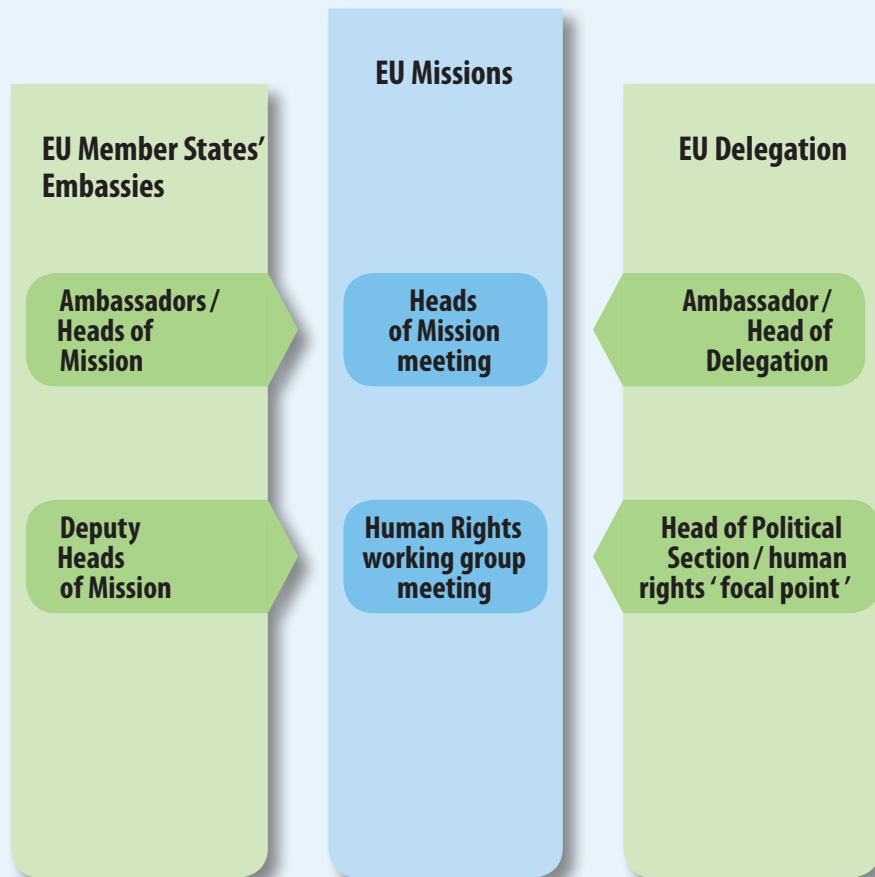 EU Missions
EU Member States’
Embassies
EU Delegation
Ambassadors /
Heads of
Mission
Heads
of Mission
meeting
Ambassador /
Head of
Delegation
Deputy
Heads
of Mission
Human Rights
working group
meeting
Head of Political
Section / human
rights ‘ focal point ’